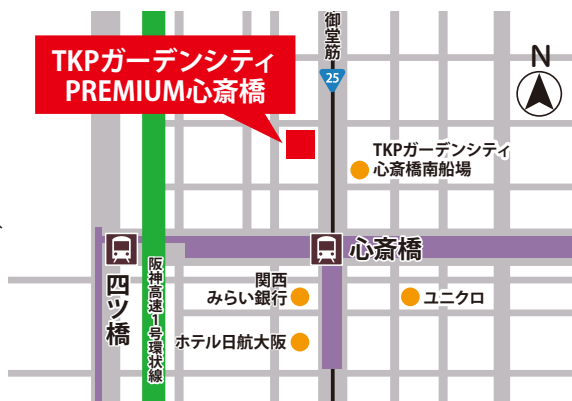 御堂筋
25
N
TKPガーデンシティ
PREMIUM心斎橋
TKPガーデンシティ
心斎橋南船場
心斎橋
四ツ橋
阪神高速1号環状線
関西
みらい銀行
ユニクロ
ホテル日航大阪